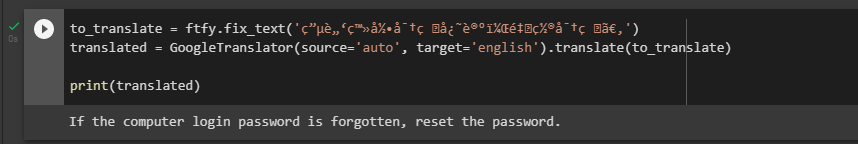 to_translate = ftfy.fix_text('ç”µè„‘ç™»å½•å¯†ç �å¿˜è®°ï¼Œé‡�ç½®å¯†ç �ã€‚')
0s
translated = GoogleTranslator(source='auto', target='english').translate(to_translate)
print(translated)
If the computer login password is forgotten, reset the password.